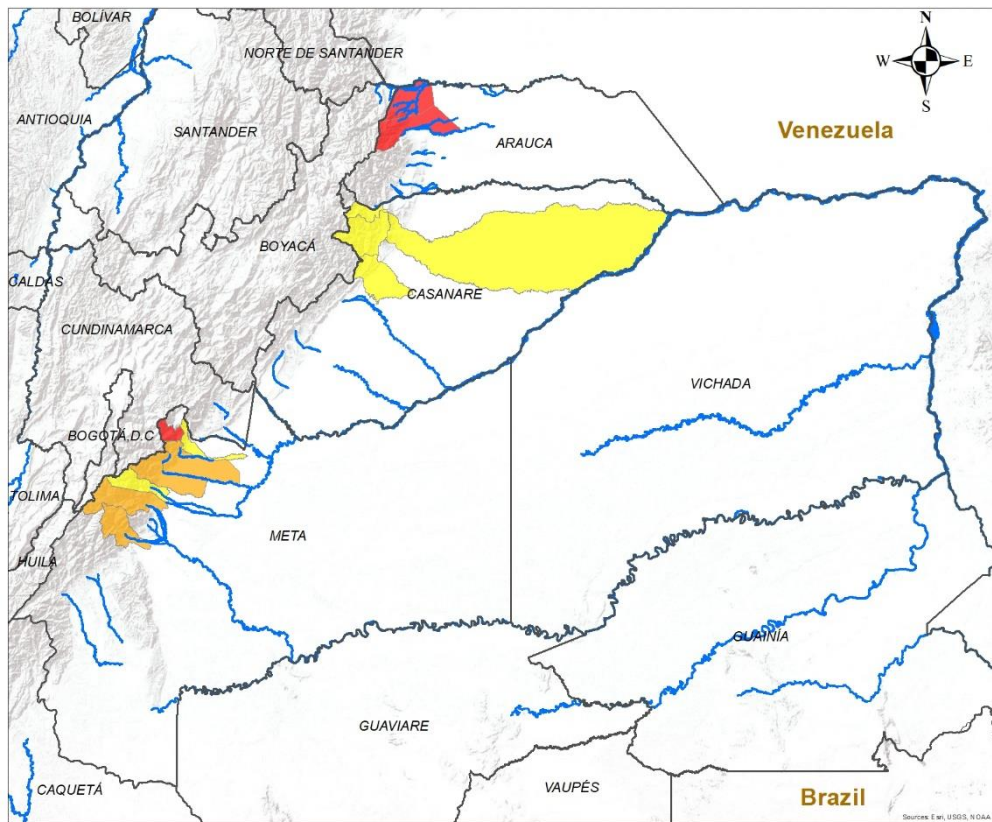 BOLÍVAR
NORTE DE SANTANDER
N
W
E
S
ANTIOQUIA
SANTANDER
ARAUCA
Venezuela
BOYACÁ
CALDAS
CASANARE
CUNDINAMARCA
VICHADA
BOGOTÁ D.C
TOLIMA
META
HUILA
GUAINÍA
GUAVIARE
CAQUETÁ
VAUPÉS
Brazil
Sources: Esri, USGS, NOAA